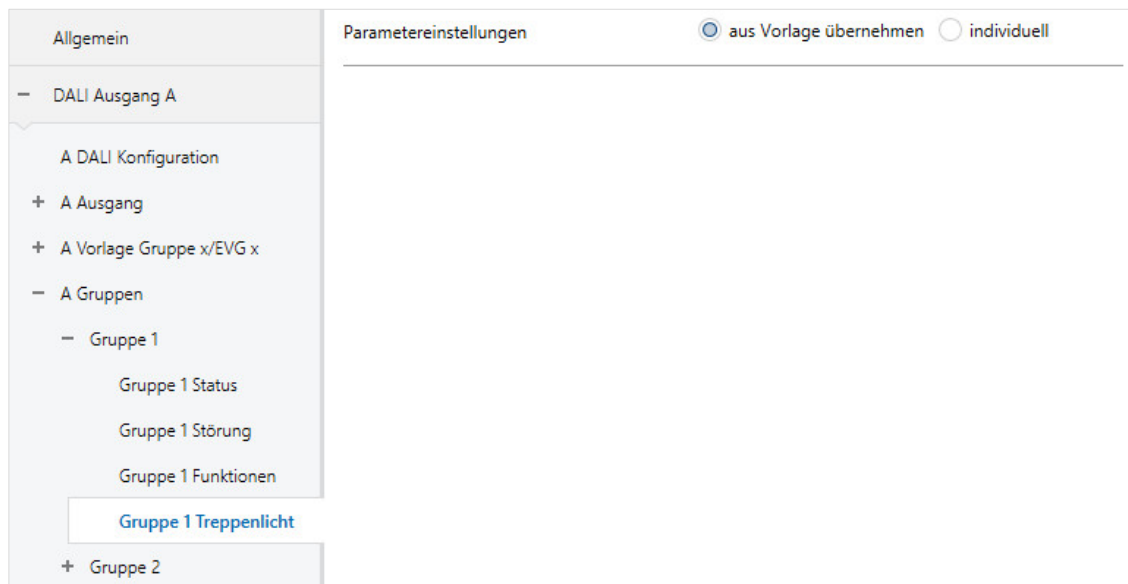 Allgemein
Parametereinstellungen aus Vorlage übernehmen individuell
− DALI Ausgang A
A DALI Konfiguration
+ A Ausgang
+ A Vorlage Gruppe x/EVG x
− A Gruppen
− Gruppe 1
Gruppe 1 Status
Gruppe 1 Störung
Gruppe 1 Funktionen
Gruppe 1 Treppenlicht
+ Gruppe 2